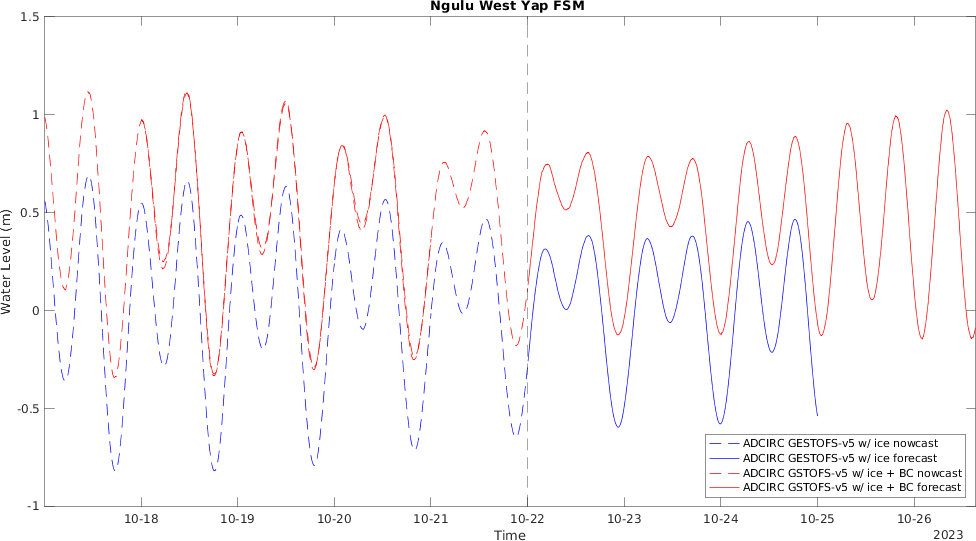 Ngulu West Yap FSM
1.5
1
0.5
0
-0.5
-1
Water Level (m)
10-18 10-19 10-20 10-21 10-22 10-23 10-24 10-25 10-26
Time
2023
ADCIRC GESTOFS-v5 w/ ice nowcast
ADCIRC GESTOFS-v5 w/ ice forecast
ADCIRC GSTOFS-v5 w/ ice + BC nowcast
ADCIRC GSTOFS-v5 w/ ice + BC forecast